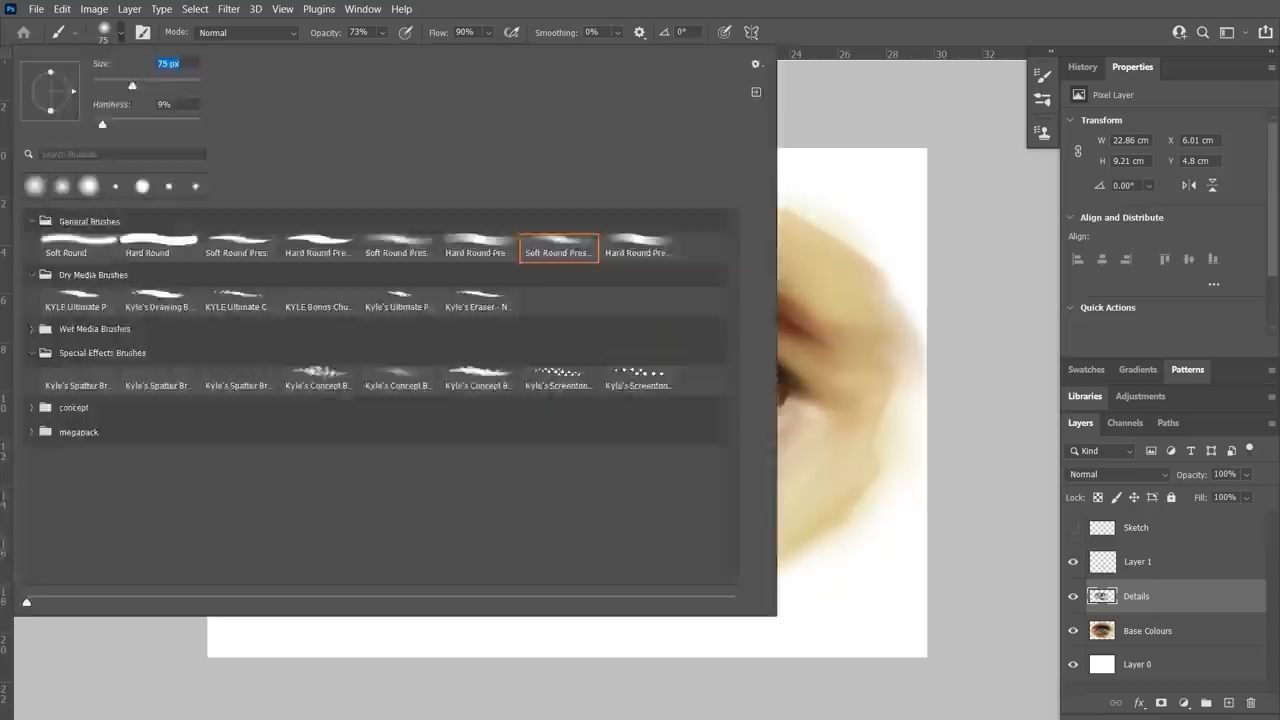 Ps File Edit Image Layer Type Select Filter 3D View Plugins Window Help
75 Mode: Normal Opacity: 73% Flow: 90% Smoothing: 0% 0°
24 26 28 30 32
Size: 75 px
Hardness: 9%
Search Brushes
General Brushes
Soft Round Hard Round Soft Round Press Hard Round Pre... Soft Round Pres. Hard Round Pre Soft Round Pres... Hard Round Pre...
Dry Media Brushes
KYLE Ultimate P... Kyle's Drawing B... KYLE Ultimate C KYLE Bonus Chu... Kyle's Ultimate P... Kyle's Eraser - N...
Wet Media Brushes
Special Effects Brushes
Kyle's Spatter Br... Kyle's Spatter Br... Kyle's Spatter Br... Kyle's Concept B... Kyle's Concept B... Kyle's Concept B... Kyle's Screenton... Kyle's Screenton...
concept
megapack
History Properties
Pixel Layer
Transform
W 22.86 cm X 6.01 cm
H 9.21 cm Y 4.8 cm
0.00°
Align and Distribute
Align:
Quick Actions
Swatches Gradients Patterns
Libraries Adjustments
Layers Channels Paths
Kind
Normal Opacity: 100%
Lock: Fill: 100%
Sketch
Layer 1
Details
Base Colours
Layer 0